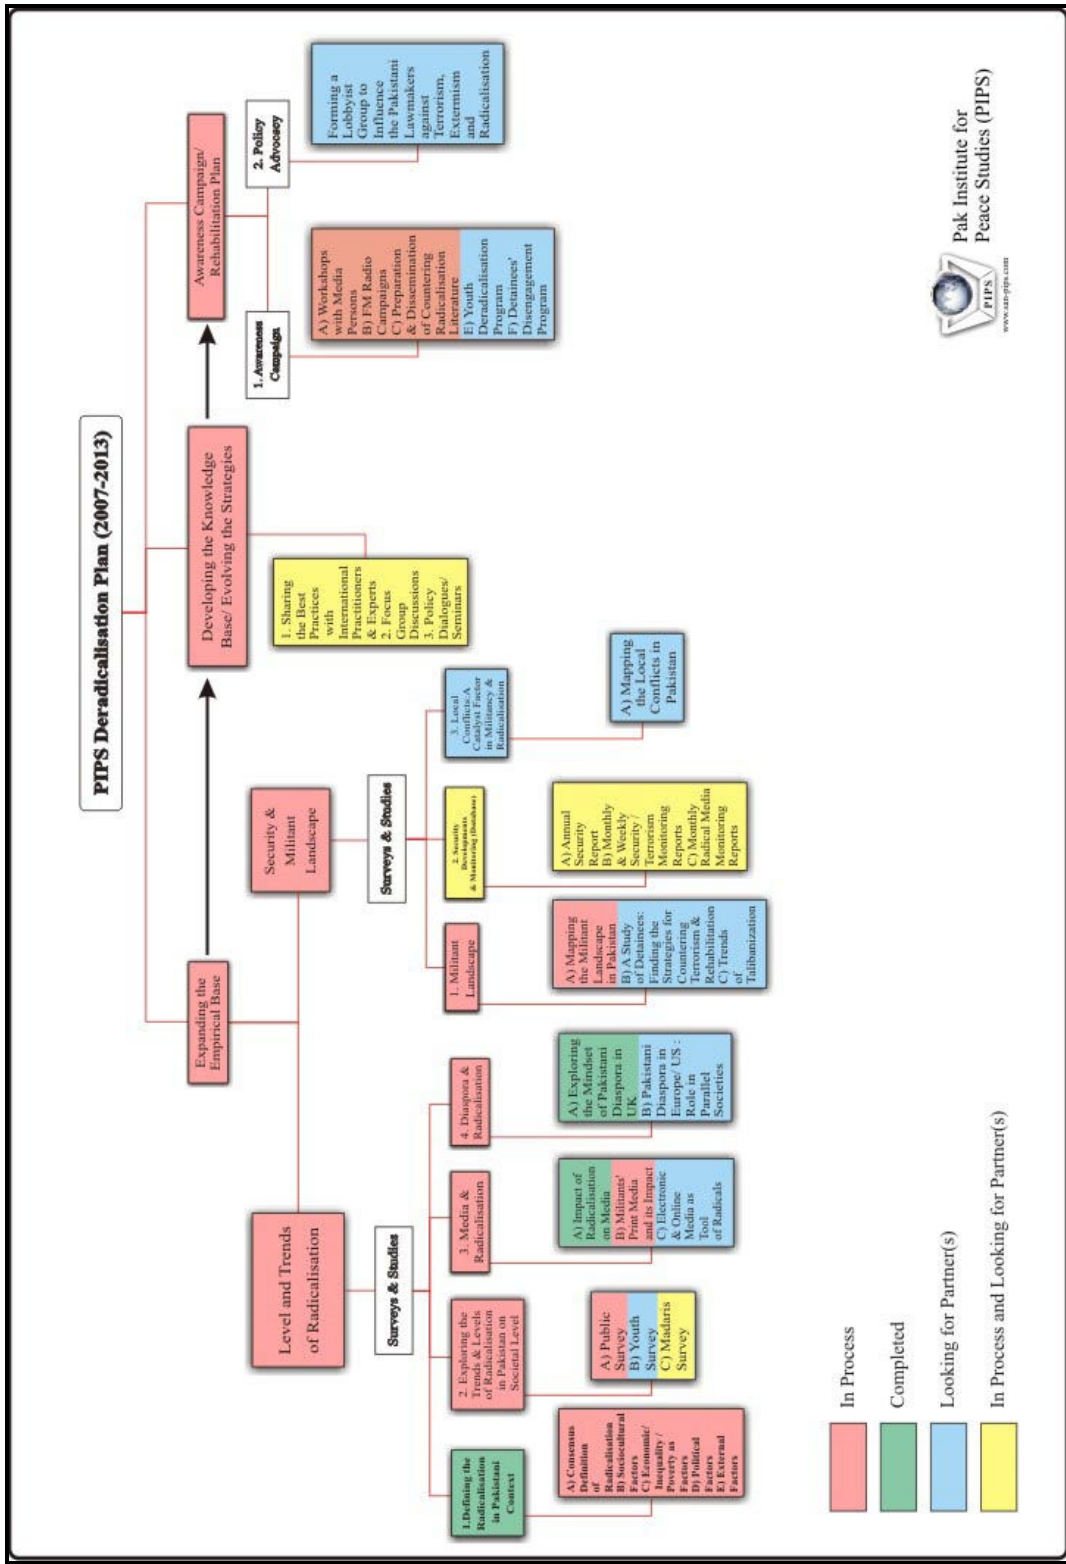 PIPS Deradicalisation Plan (2007-2013)
Expanding the
Empirical Base
Developing the Knowledge
Base/ Evolving the Strategies
Awareness Campaign/
Rehabilitation Plan
Level and Trends
of Radicalisation
Security &
Militant
Landscape
1. Sharing
the Best
Practices
with
International
Practitioners
& Experts
2. Focus
Group
Discussions
3. Policy
Dialogues/
Seminars
1. Awareness
Campaign
2. Policy
Advocacy
A) Workshops
with Media
Persons
B) FM Radio
Campaigns
C) Preparation
& Dissemination
of Countering
Radicalisation
Literature
E) Youth
Deradicalisation
Program
F) Detainees'
Disengagement
Program
Forming a
Lobbyist
Group to
Influence
the Pakistani
Lawmakers
against
Terrorism,
Extermism
and
Radicalisation
Surveys & Studies
1.Defining the
Radicalisation
in Pakistani
Context
2. Exploring the
Trends & Levels
of Radicalisation
in Pakistan on
Societal Level
3. Media &
Radicalisation
4. Diaspora &
Radicalisation
A) Consensus
Definition
of
Radicalisation
B) Sociocultural
Factors
C) Economic/
Inequality /
Poverty as
Factors
D) Political
Factors
E) External
Factors
A) Public
Survey
B) Youth
Survey
C) Madaris
Survey
A) Impact of
Radicalisation
on Media
B) Militants'
Print Media
and its Impact
C) Electronic
& Online
Media as
Tool
of Radicals
A) Exploring
the Mindset
of Pakistani
Diaspora in
UK
B) Pakistani
Diaspora in
Europe/ US :
Role in
Parallel
Societies
Surveys & Studies
1. Militant
Landscape
2. Security
Developments
& Monitoring (Database)
3. Local
Conflicts:A
Catalyst Factor
in Militancy &
Radicalisation
A) Mapping
the Militant
Landscape
in Pakistan
B) A Study
of Detainees:
Finding the
Strategies for
Countering
Terrorism &
Rehabilitation
C) Trends
of
Talibanization
A) Annual
Security
Report
B) Monthly
& Weekly
Security /
Terrorism
Monitoring
Reports
C) Monthly
Radical Media
Monitoring
Reports
A) Mapping
the Local
Conflicts in
Pakistan
In Process
Completed
Looking for Partner(s)
In Process and Looking for Partner(s)
PIPS
www.san-pips.com
Pak Institute for
Peace Studies (PIPS)